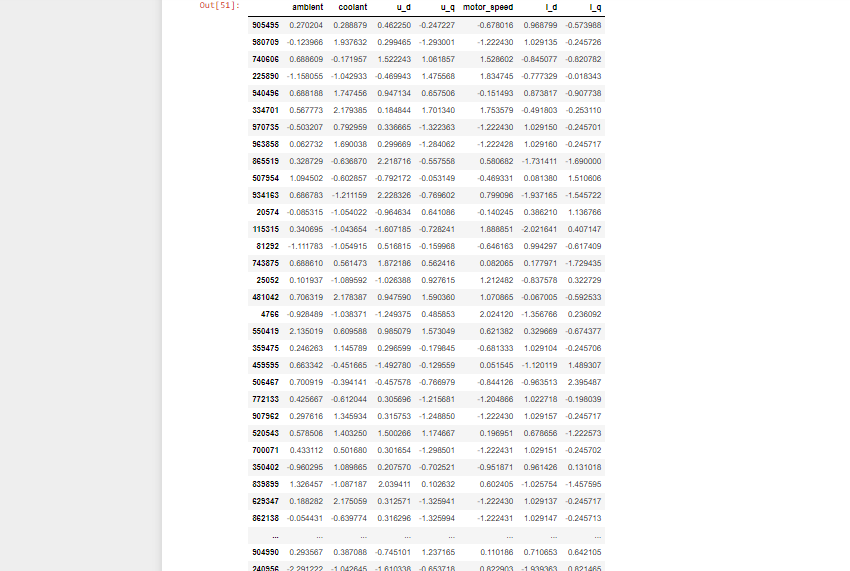 Out[51]:
ambient coolant u_d u_q motor_speed i_d i_q
905495 0.270204 0.288879 0.462250 -0.247227 -0.678016 0.968799 -0.573988
980709 -0.123966 1.937632 0.299465 -1.293001 -1.222430 1.029135 -0.245726
740606 0.688609 -0.171957 1.522243 1.061857 1.528602 -0.845077 -0.820782
225890 -1.158055 -1.042933 -0.469943 1.475568 1.834745 -0.777329 -0.018343
940496 0.688188 1.747456 0.947134 0.657506 -0.151493 0.873817 -0.907738
334701 0.567773 2.179385 0.184844 1.701340 1.753579 -0.491803 -0.253110
970735 -0.503207 0.792959 0.336665 -1.322363 -1.222430 1.029150 -0.245701
963858 0.062732 1.690038 0.299669 -1.284062 -1.222428 1.029160 -0.245717
865519 0.328729 -0.636870 2.218716 -0.557558 0.580682 -1.731411 -1.690000
507954 1.094502 -0.602857 -0.792172 -0.053149 -0.469331 0.081380 1.510606
934163 0.686783 -1.211159 2.228326 -0.769602 0.799096 -1.937165 -1.545722
20574 -0.085315 -1.054022 -0.964634 0.641086 -0.140245 0.386210 1.136766
115315 0.340695 -1.043654 -1.607185 -0.728241 1.888851 -2.021641 0.407147
81292 -1.111783 -1.054915 0.516815 -0.159968 -0.646163 0.994297 -0.617409
743875 0.688610 0.561473 1.872186 0.562416 0.082065 0.177971 -1.729435
25052 0.101937 -1.089592 -1.026388 0.927615 1.212482 -0.837578 0.322729
481042 0.706319 2.178387 0.947590 1.590360 1.070865 -0.067005 -0.592533
4766 -0.928489 -1.038371 -1.249375 0.485853 2.024120 -1.356766 0.236092
550419 2.135019 0.609588 0.985079 1.573049 0.621382 0.329669 -0.674377
359475 0.246263 1.145789 0.296599 -0.179845 -0.681333 1.029104 -0.245706
459595 0.663342 -0.451665 -1.492780 -0.129559 0.051545 -1.120119 1.489307
506467 0.700919 -0.394141 -0.457578 -0.766979 -0.844126 -0.963513 2.395487
772133 0.425667 -0.612044 0.305696 -1.215681 -1.204866 1.022718 -0.198039
907962 0.297616 1.345934 0.315753 -1.248850 -1.222430 1.029157 -0.245717
520543 0.578506 1.403250 1.500266 1.174667 0.196951 0.678656 -1.222573
700071 0.433112 0.501680 0.301654 -1.298501 -1.222431 1.029151 -0.245702
350402 -0.960295 1.089865 0.207570 -0.702521 -0.951871 0.961426 0.131018
839899 1.326457 -1.087187 2.039411 0.102632 0.602405 -1.025754 -1.457595
629347 0.188282 2.175059 0.312571 -1.325941 -1.222430 1.029137 -0.245717
862138 -0.054431 -0.639774 0.316296 -1.325994 -1.222431 1.029147 -0.245713
... ... ... ... ... ... ... ...
904990 0.293567 0.387088 -0.745101 1.237165 0.110186 0.710653 0.642105
240956 -2.291222 -1.042645 -1.610338 -0.653718 0.822903 -1.939363 0.821465